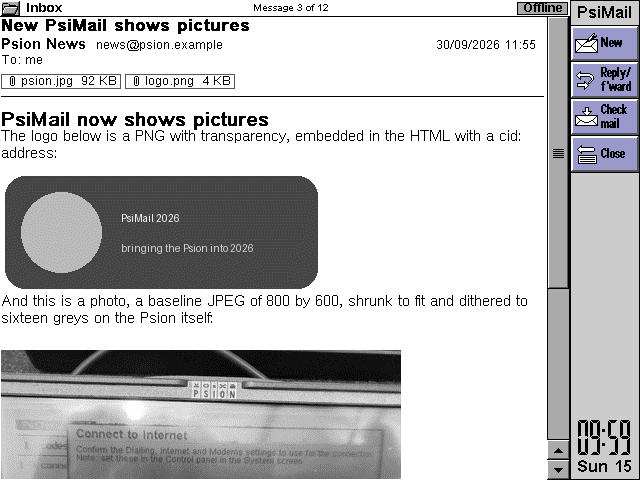 Inbox
Message 3 of 12
Offline
PsiMail
New PsiMail shows pictures
Psion News news@psion.example
30/09/2026 11:55
To: me
psion.jpg 92 KB
logo.png 4 KB
New
Reply/
f'ward
Check
mail
Close
PsiMail now shows pictures
The logo below is a PNG with transparency, embedded in the HTML with a cid:
address:
PsiMail 2026
bringing the Psion into 2026
And this is a photo, a baseline JPEG of 800 by 600, shrunk to fit and dithered to
sixteen greys on the Psion itself:
PSION
Connect to Internet
Confirm the Dialling, Internet and Modems settings to use for the connection.
Note: set these in the Control panel in the System screen
09:59
Sun 15